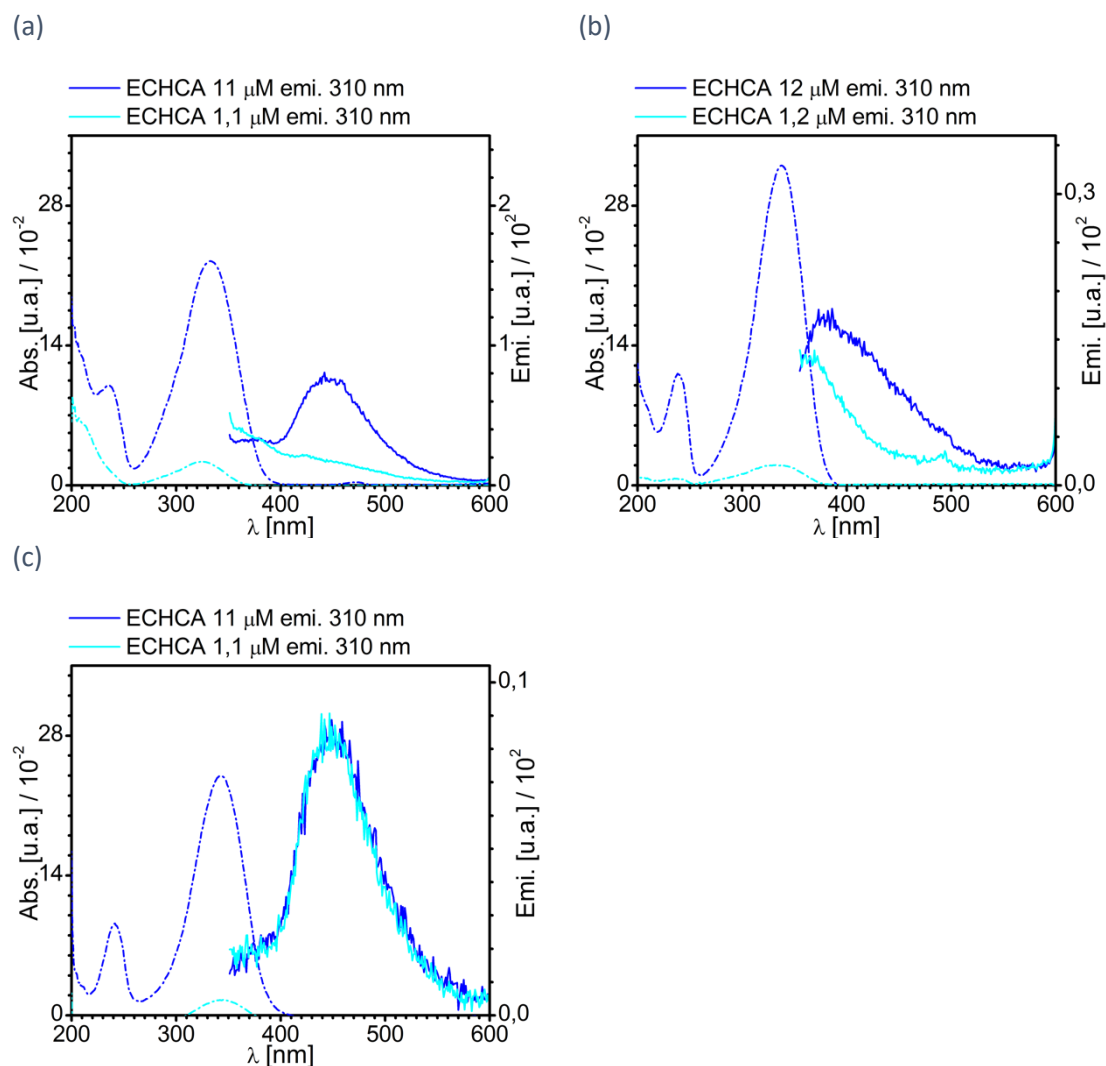 (a)
ECHCA 11 μM emi. 310 nm
ECHCA 1,1 μM emi. 310 nm
Abs. [u.a.] / 10⁻²
28
14
0
Emi. [u.a.] / 10²
2
1
0
200 300 400 500 600
λ [nm]
(b)
ECHCA 12 μM emi. 310 nm
ECHCA 1,2 μM emi. 310 nm
Abs. [u.a.] / 10⁻²
28
14
0
Emi. [u.a.] / 10²
0,3
0,0
200 300 400 500 600
λ [nm]
(c)
ECHCA 11 μM emi. 310 nm
ECHCA 1,1 μM emi. 310 nm
Abs. [u.a.] / 10⁻²
28
14
0
Emi. [u.a.] / 10²
0,1
0,0
200 300 400 500 600
λ [nm]